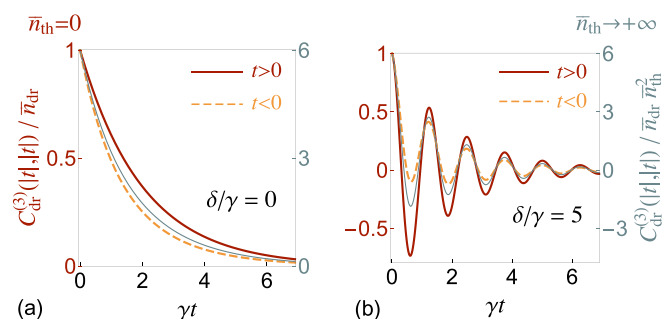 n̅th=0
n̅th→+∞
C(3)dr(|t|,|t|) / n̅dr
1
0.5
0
6
3
0
t>0
t<0
δ/γ = 0
0 2 4 6
γt
(a)
1
0.5
0
−0.5
6
3
0
−3
t>0
t<0
δ/γ = 5
0 2 4 6
γt
(b)
C(3)dr(|t|,|t|) / n̅dr n̅2th